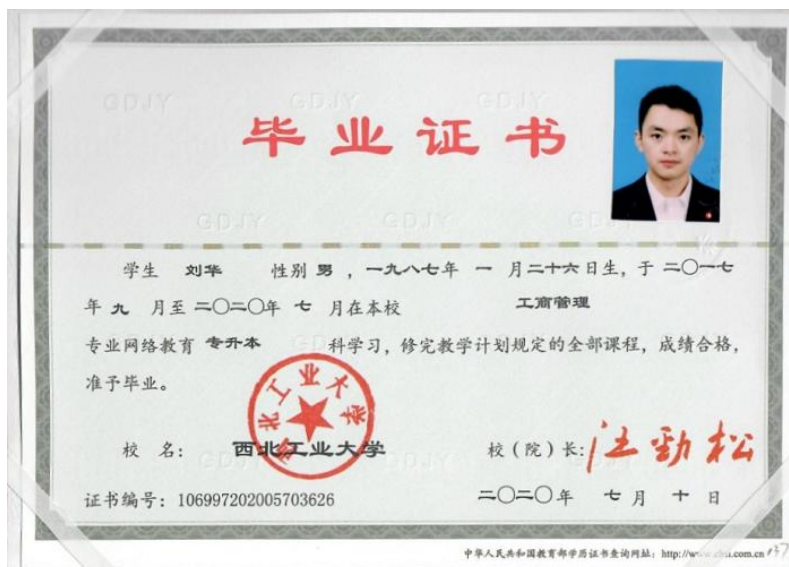 GDJY GDJY GDJY
毕业证书
GDJY GDJY GD
学生 刘华 性别 男 ，一九八七年 一 月二十六日生，于 二〇一七
年 九 月至 二〇二〇年 七 月在本校 工商管理
专业网络教育 专升本 科学习，修完教学计划规定的全部课程，成绩合格，
准予毕业。
西北工业大学
校 名： 西北工业大学 校（院）长：汪劲松
证书编号：106997202005703626 二〇二〇年 七 月 十 日
中华人民共和国教育部学历证书查询网址：http://www.chsi.com.cn 137